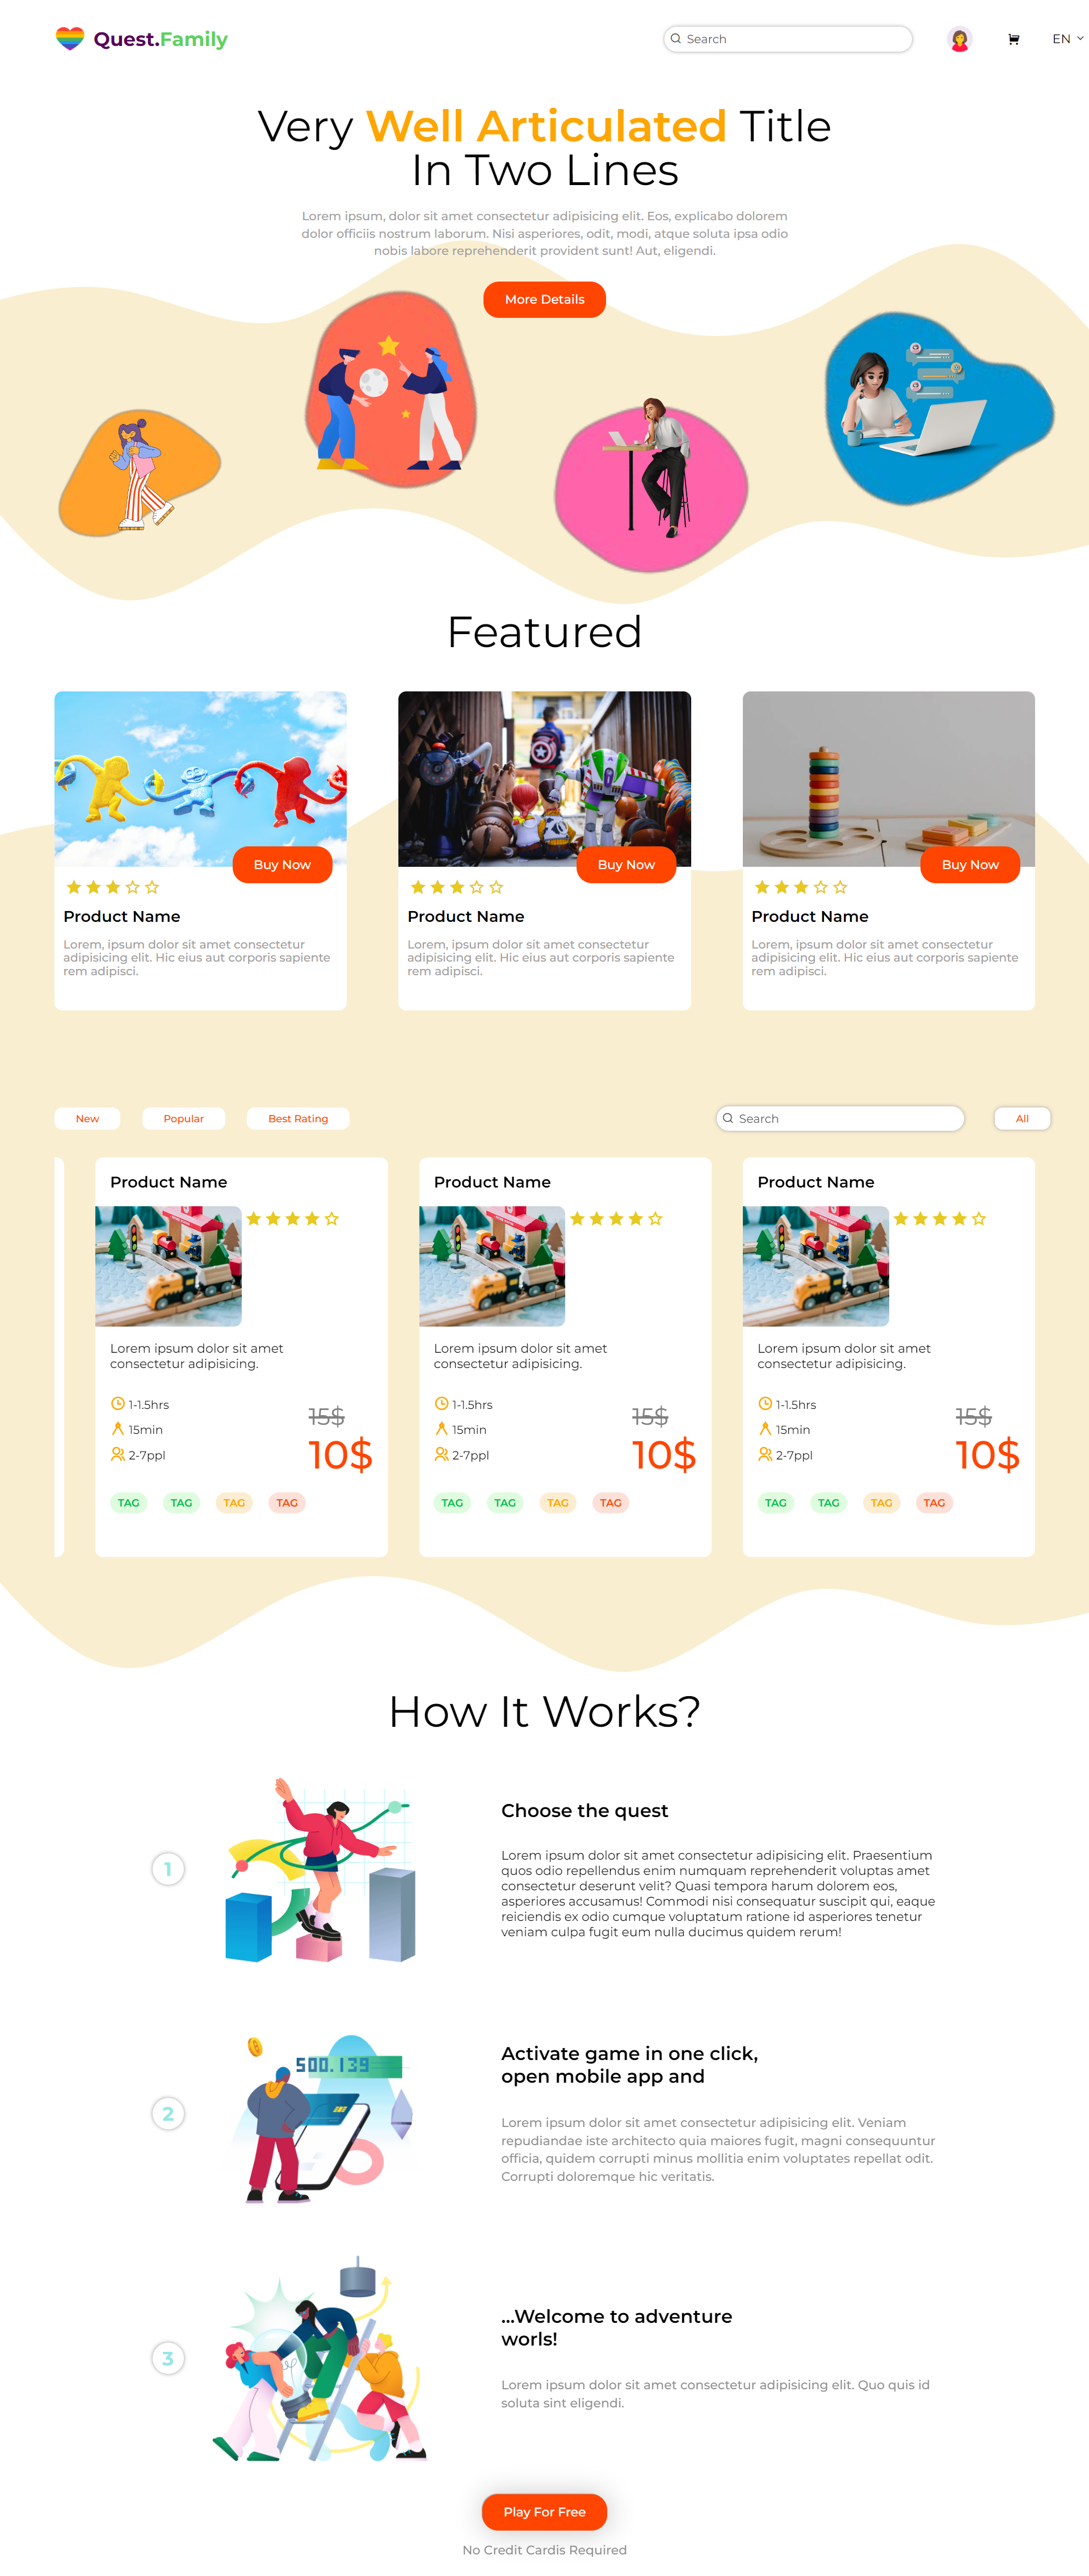 Quest.Family
Search
EN
Very Well Articulated Title
In Two Lines
Lorem ipsum, dolor sit amet consectetur adipisicing elit. Eos, explicabo dolorem
dolor officiis nostrum laborum. Nisi asperiores, odit, modi, atque soluta ipsa odio
nobis labore reprehenderit provident sunt! Aut, eligendi.
More Details
Featured
Buy Now
Product Name
Lorem, ipsum dolor sit amet consectetur
adipisicing elit. Hic eius aut corporis sapiente
rem adipisci.
Buy Now
Product Name
Lorem, ipsum dolor sit amet consectetur
adipisicing elit. Hic eius aut corporis sapiente
rem adipisci.
Buy Now
Product Name
Lorem, ipsum dolor sit amet consectetur
adipisicing elit. Hic eius aut corporis sapiente
rem adipisci.
New
Popular
Best Rating
Search
All
Product Name
Lorem ipsum dolor sit amet
consectetur adipisicing.
1-1.5hrs
15min
2-7ppl
15$
10$
TAG TAG TAG TAG
Product Name
Lorem ipsum dolor sit amet
consectetur adipisicing.
1-1.5hrs
15min
2-7ppl
15$
10$
TAG TAG TAG TAG
Product Name
Lorem ipsum dolor sit amet
consectetur adipisicing.
1-1.5hrs
15min
2-7ppl
15$
10$
TAG TAG TAG TAG
How It Works?
1
Choose the quest
Lorem ipsum dolor sit amet consectetur adipisicing elit. Praesentium
quos odio repellendus enim numquam reprehenderit voluptas amet
consectetur deserunt velit? Quasi tempora harum dolorem eos,
asperiores accusamus! Commodi nisi consequatur suscipit qui, eaque
reiciendis ex odio cumque voluptatum ratione id asperiores tenetur
veniam culpa fugit eum nulla ducimus quidem rerum!
2
500.139
Activate game in one click,
open mobile app and
Lorem ipsum dolor sit amet consectetur adipisicing elit. Veniam
repudiandae iste architecto quia maiores fugit, magni consequuntur
officia, quidem corrupti minus mollitia enim voluptates repellat odit.
Corrupti doloremque hic veritatis.
3
...Welcome to adventure
worls!
Lorem ipsum dolor sit amet consectetur adipisicing elit. Quo quis id
soluta sint eligendi.
Play For Free
No Credit Cardis Required